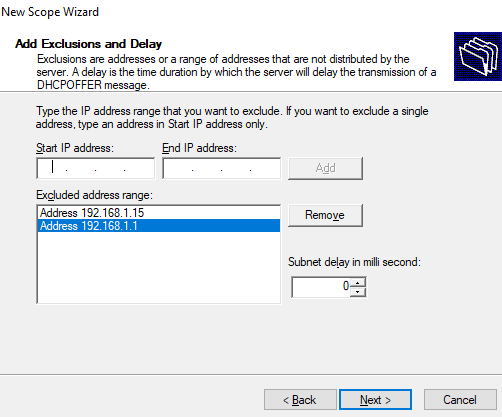 New Scope Wizard
Add Exclusions and Delay
Exclusions are addresses or a range of addresses that are not distributed by the
server. A delay is the time duration by which the server will delay the transmission of a
DHCPOFFER message.
Type the IP address range that you want to exclude. If you want to exclude a single
address, type an address in Start IP address only.
Start IP address: End IP address:
. . . . . . Add
Excluded address range:
Address 192.168.1.15 Remove
Address 192.168.1.1
Subnet delay in milli second:
0
< Back Next > Cancel